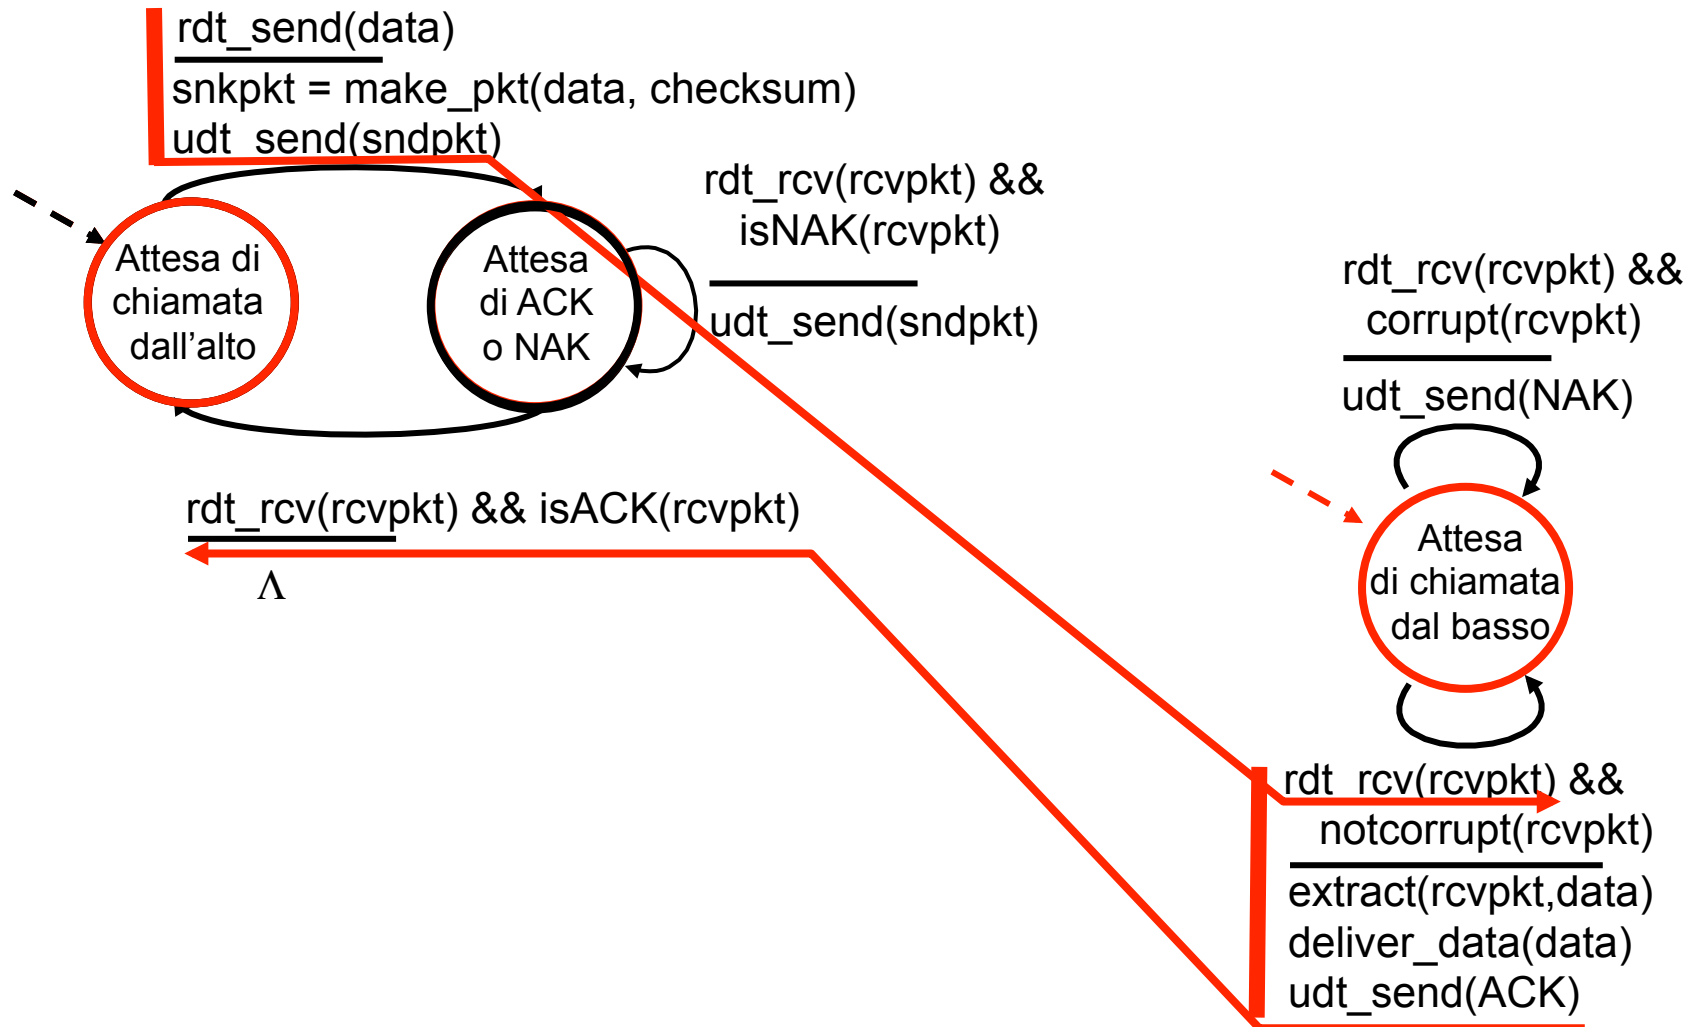 rdt_send(data)
snkpkt = make_pkt(data, checksum)
udt_send(sndpkt)
rdt_rcv(rcvpkt) &&
isNAK(rcvpkt)
udt_send(sndpkt)
Attesa di
chiamata
dall'alto
Attesa
di ACK
o NAK
rdt_rcv(rcvpkt) && isACK(rcvpkt)
Λ
rdt_rcv(rcvpkt) &&
corrupt(rcvpkt)
udt_send(NAK)
Attesa
di chiamata
dal basso
rdt_rcv(rcvpkt) &&
notcorrupt(rcvpkt)
extract(rcvpkt,data)
deliver_data(data)
udt_send(ACK)